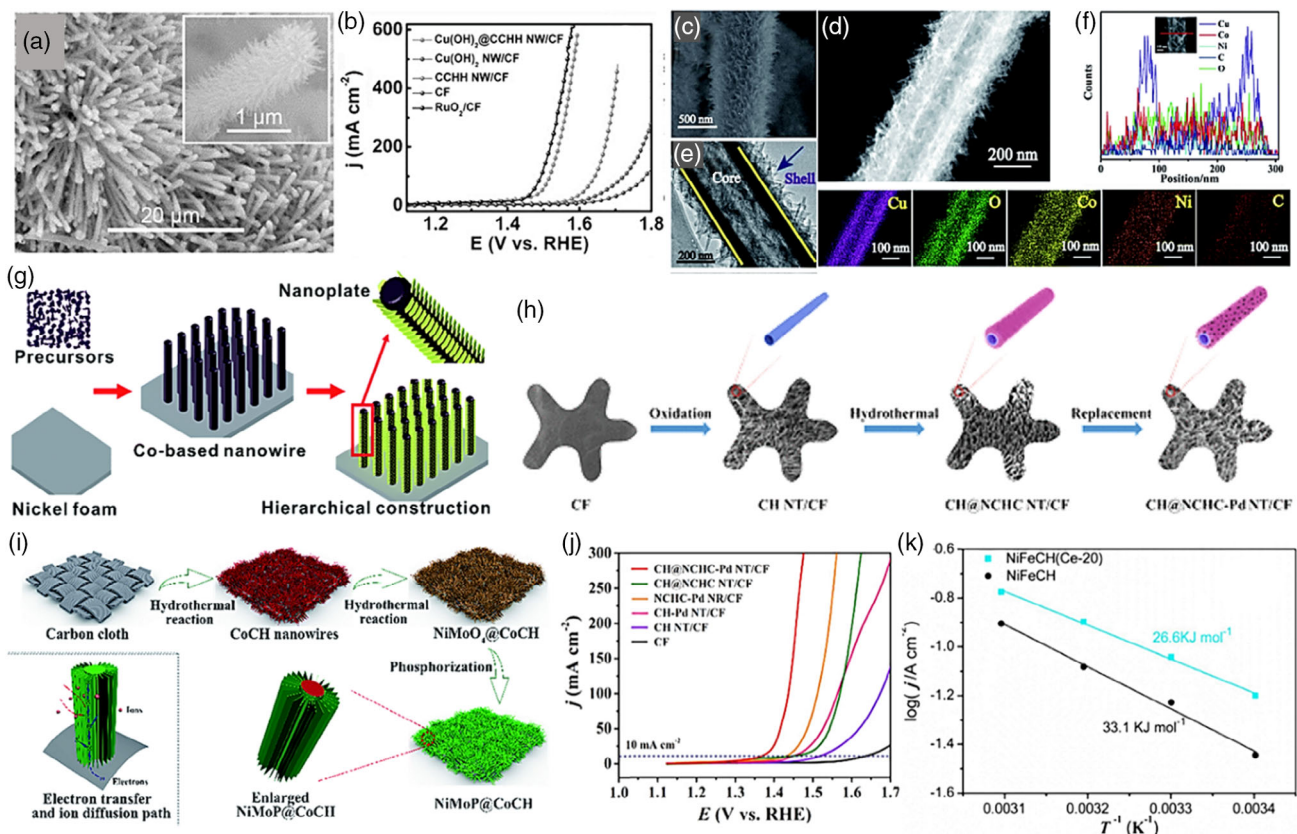 (a)
1 μm
20 μm
(b)
j (mA cm⁻²)
600
400
200
0
Cu(OH)₂@CCHH NW/CF
Cu(OH)₂ NW/CF
CCHH NW/CF
CF
RuO₂/CF
1.2
1.4
1.6
1.8
E (V vs. RHE)
(c)
500 nm
(d)
200 nm
(e)
Core
Shell
200 nm
(f)
Counts
Cu
Co
Ni
C
O
0
100
200
300
Position/nm
Cu
100 nm
O
100 nm
Co
100 nm
Ni
100 nm
C
100 nm
(g)
Precursors
Nickel foam
Co-based nanowire
Nanoplate
Hierarchical construction
(h)
CF
Oxidation
CH NT/CF
Hydrothermal
CH@NCHC NT/CF
Replacement
CH@NCHC-Pd NT/CF
(i)
Carbon cloth
Hydrothermal
reaction
CoCH nanowires
Hydrothermal
reaction
NiMoO₄@CoCH
Phosphorization
NiMoP@CoCH
Enlarged
NiMoP@CoCH
Ions
Electrons
Electron transfer
and ion diffusion path
(j)
j (mA cm⁻²)
300
250
200
150
100
50
0
CH@NCHC-Pd NT/CF
CH@NCHC NT/CF
NCHC-Pd NR/CF
CH-Pd NT/CF
CH NT/CF
CF
10 mA cm⁻²
1.0
1.1
1.2
1.3
1.4
1.5
1.6
1.7
E (V vs. RHE)
(k)
log(j/A cm⁻²)
-0.6
-0.8
-1.0
-1.2
-1.4
-1.6
NiFeCH(Ce-20)
NiFeCH
26.6KJ mol⁻¹
33.1 KJ mol⁻¹
0.0031
0.0032
0.0033
0.0034
T⁻¹ (K⁻¹)